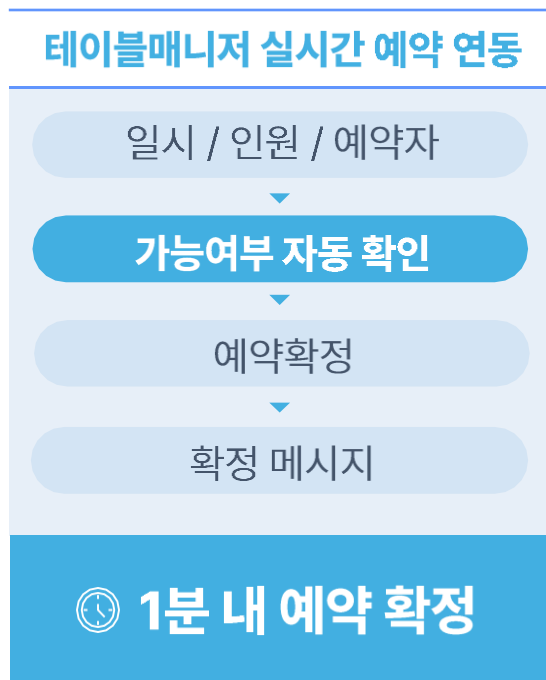 테이블매니저 실시간 예약 연동
일시 / 인원 / 예약자
가능여부 자동 확인
예약확정
확정 메시지
1분 내 예약 확정